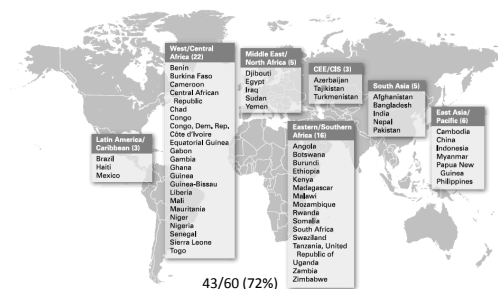 West/Central
Africa (22)
Benin
Burkina Faso
Cameroon
Central African
Republic
Chad
Congo
Congo, Dem. Rep.
Côte d'Ivoire
Equatorial Guinea
Gabon
Gambia
Ghana
Guinea
Guinea-Bissau
Liberia
Mali
Mauritania
Niger
Nigeria
Senegal
Sierra Leone
Togo
Middle East/
North Africa (5)
Djibouti
Egypt
Iraq
Sudan
Yemen
CEE/CIS (3)
Azerbaijan
Tajikistan
Turkmenistan
South Asia (5)
Afghanistan
Bangladesh
India
Nepal
Pakistan
East Asia/
Pacific (6)
Cambodia
China
Indonesia
Myanmar
Papua New
Guinea
Philippines
Latin America/
Caribbean (3)
Brazil
Haiti
Mexico
Eastern/Southern
Africa (16)
Angola
Botswana
Burundi
Ethiopia
Kenya
Madagascar
Malawi
Mozambique
Rwanda
Somalia
South Africa
Swaziland
Tanzania, United
Republic of
Uganda
Zambia
Zimbabwe
43/60 (72%)